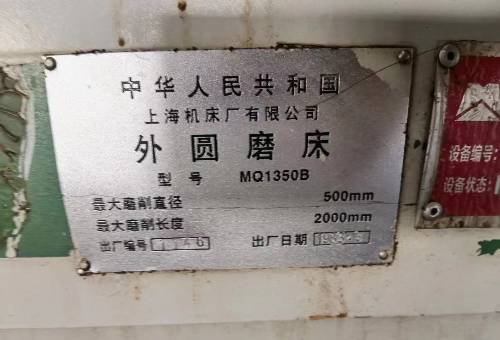 中华人民共和国
上海机床厂有限公司
外圆磨床
型号 MQ1350B
最大磨削直径 500mm
最大磨削长度 2000mm
出厂编号
出厂日期
设备编号:
设备状态: